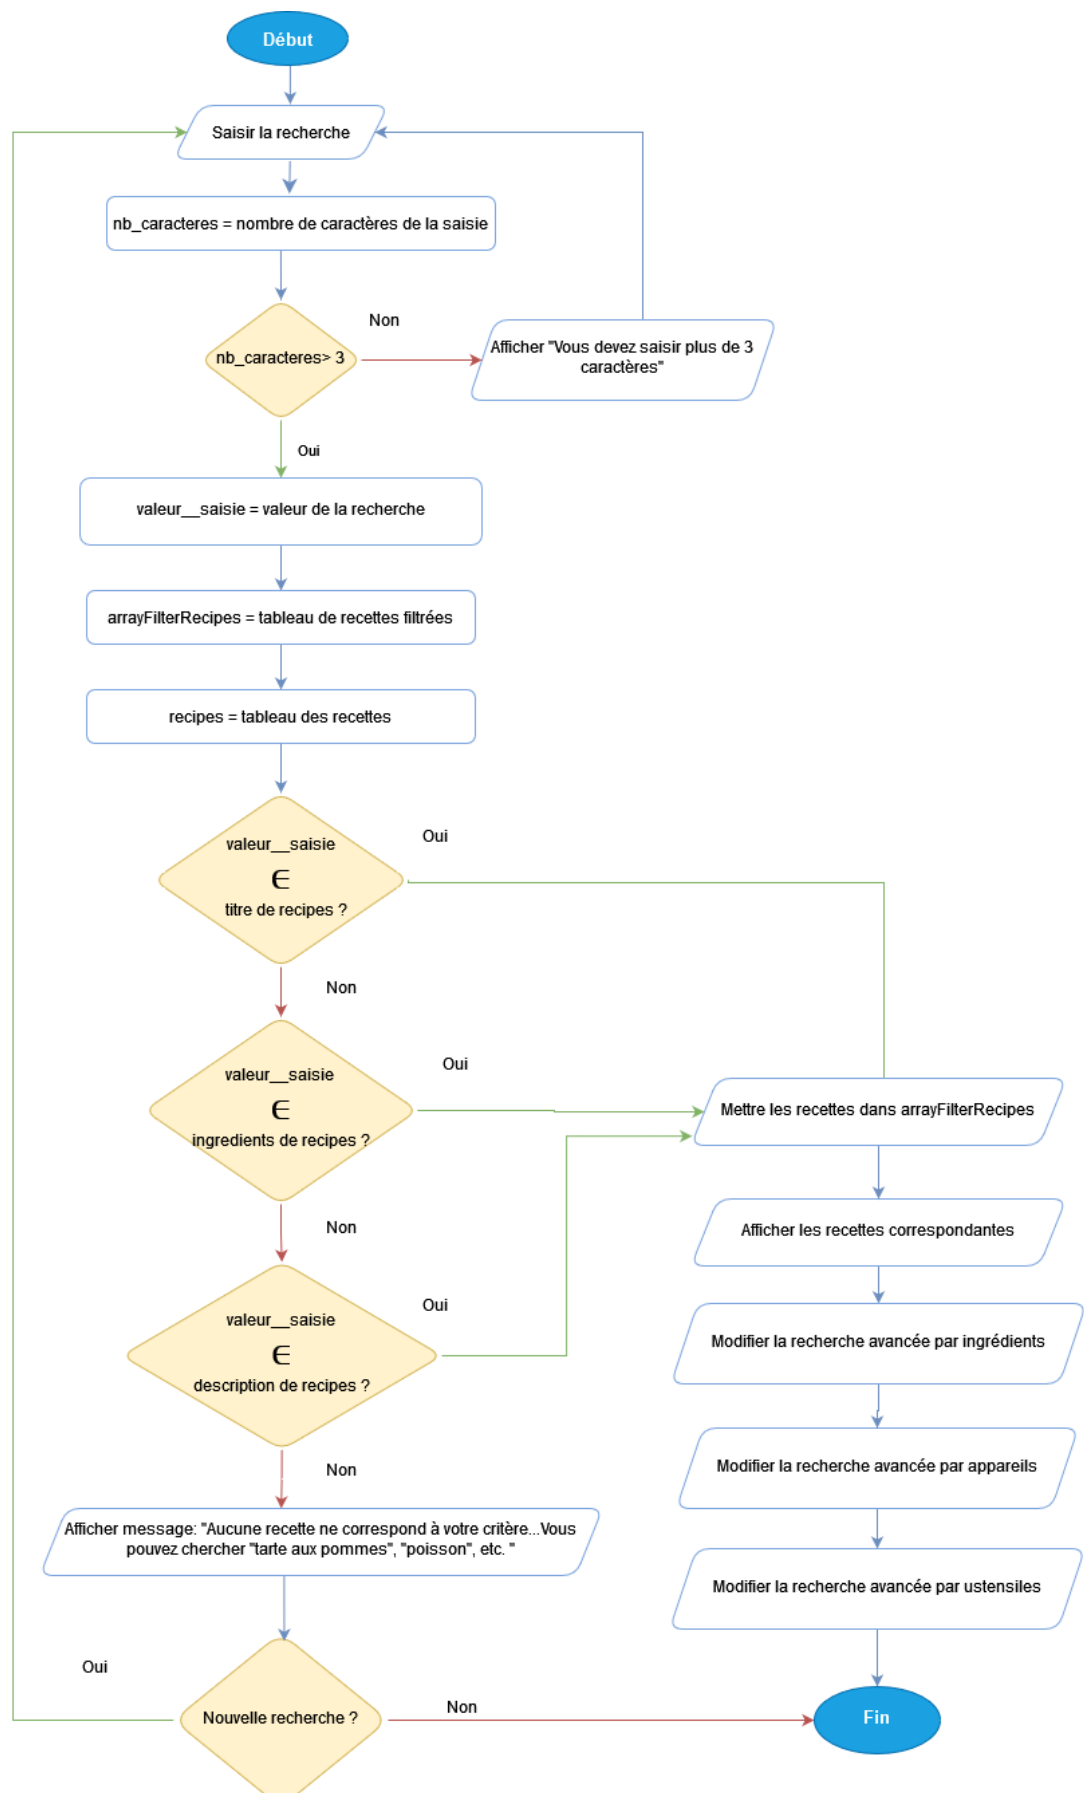 Début
Saisir la recherche
nb_caracteres = nombre de caractères de la saisie
Non
nb_caracteres> 3
Afficher "Vous devez saisir plus de 3
caractères"
Oui
valeur__saisie = valeur de la recherche
arrayFilterRecipes = tableau de recettes filtrées
recipes = tableau des recettes
valeur__saisie
∈
titre de recipes ?
Oui
Non
valeur__saisie
∈
ingredients de recipes ?
Oui
Non
valeur__saisie
∈
description de recipes ?
Oui
Non
Afficher message: "Aucune recette ne correspond à votre critère...Vous
pouvez chercher "tarte aux pommes", "poisson", etc. "
Oui
Nouvelle recherche ?
Non
Mettre les recettes dans arrayFilterRecipes
Afficher les recettes correspondantes
Modifier la recherche avancée par ingrédients
Modifier la recherche avancée par appareils
Modifier la recherche avancée par ustensiles
Fin